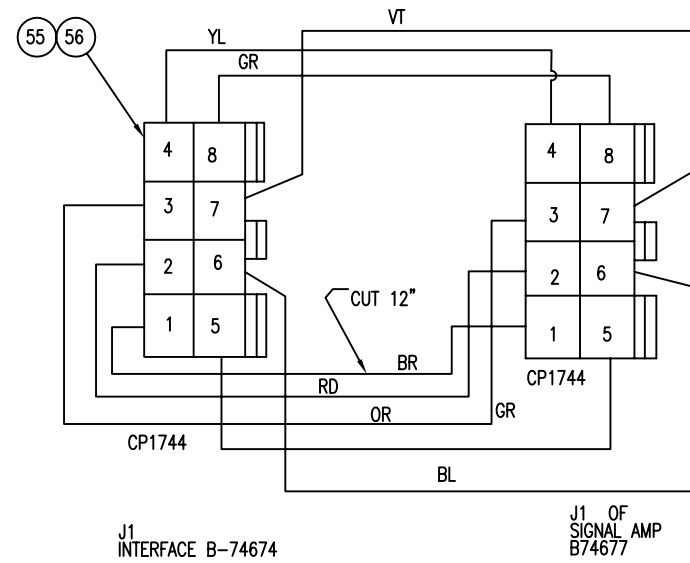 VT
55 56 YL
GR
4 8 4 8
3 7 3 7
2 6 2 6
1 5 1 5
CUT 12"
BR
CP1744
RD
OR GR
CP1744
BL
J1
INTERFACE B-74674
J1 OF
SIGNAL AMP
B74677